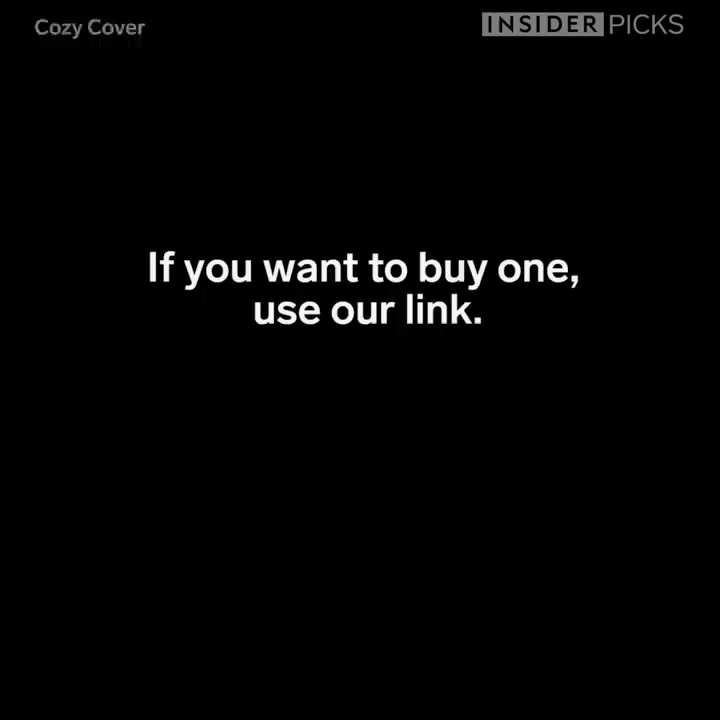 Cozy Cover
INSIDER PICKS
If you want to buy one,
use our link.